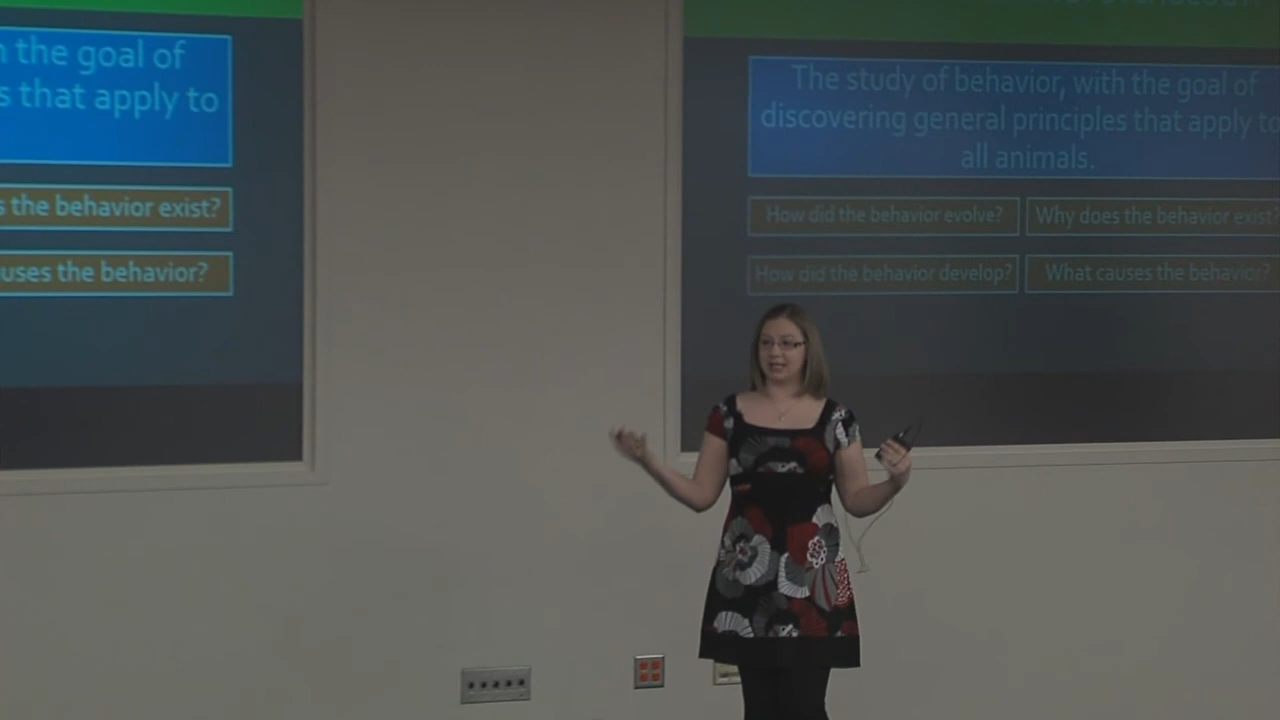 n the goal of
s that apply to
s the behavior exist?
uses the behavior?
The study of behavior, with the goal of
discovering general principles that apply to
all animals.
How did the behavior evolve?
Why does the behavior exist?
How did the behavior develop?
What causes the behavior?